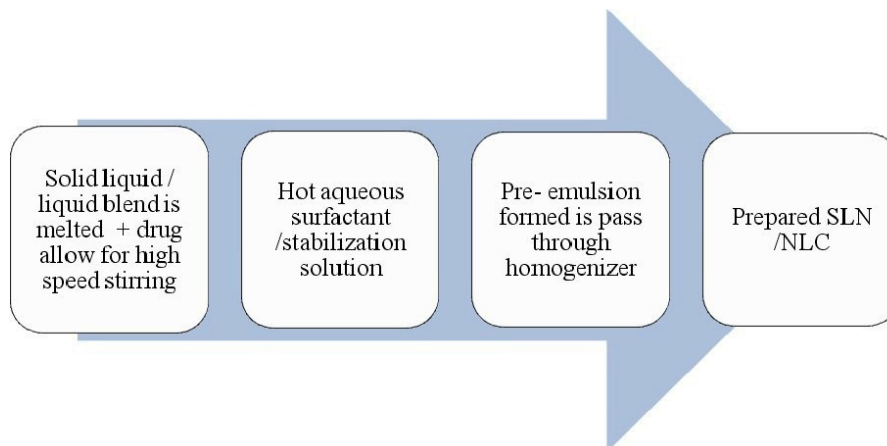 Solid liquid /
liquid blend is
melted + drug
allow for high
speed stirring
Hot aqueous
surfactant
/stabilization
solution
Pre- emulsion
formed is pass
through
homogenizer
Prepared SLN
/NLC